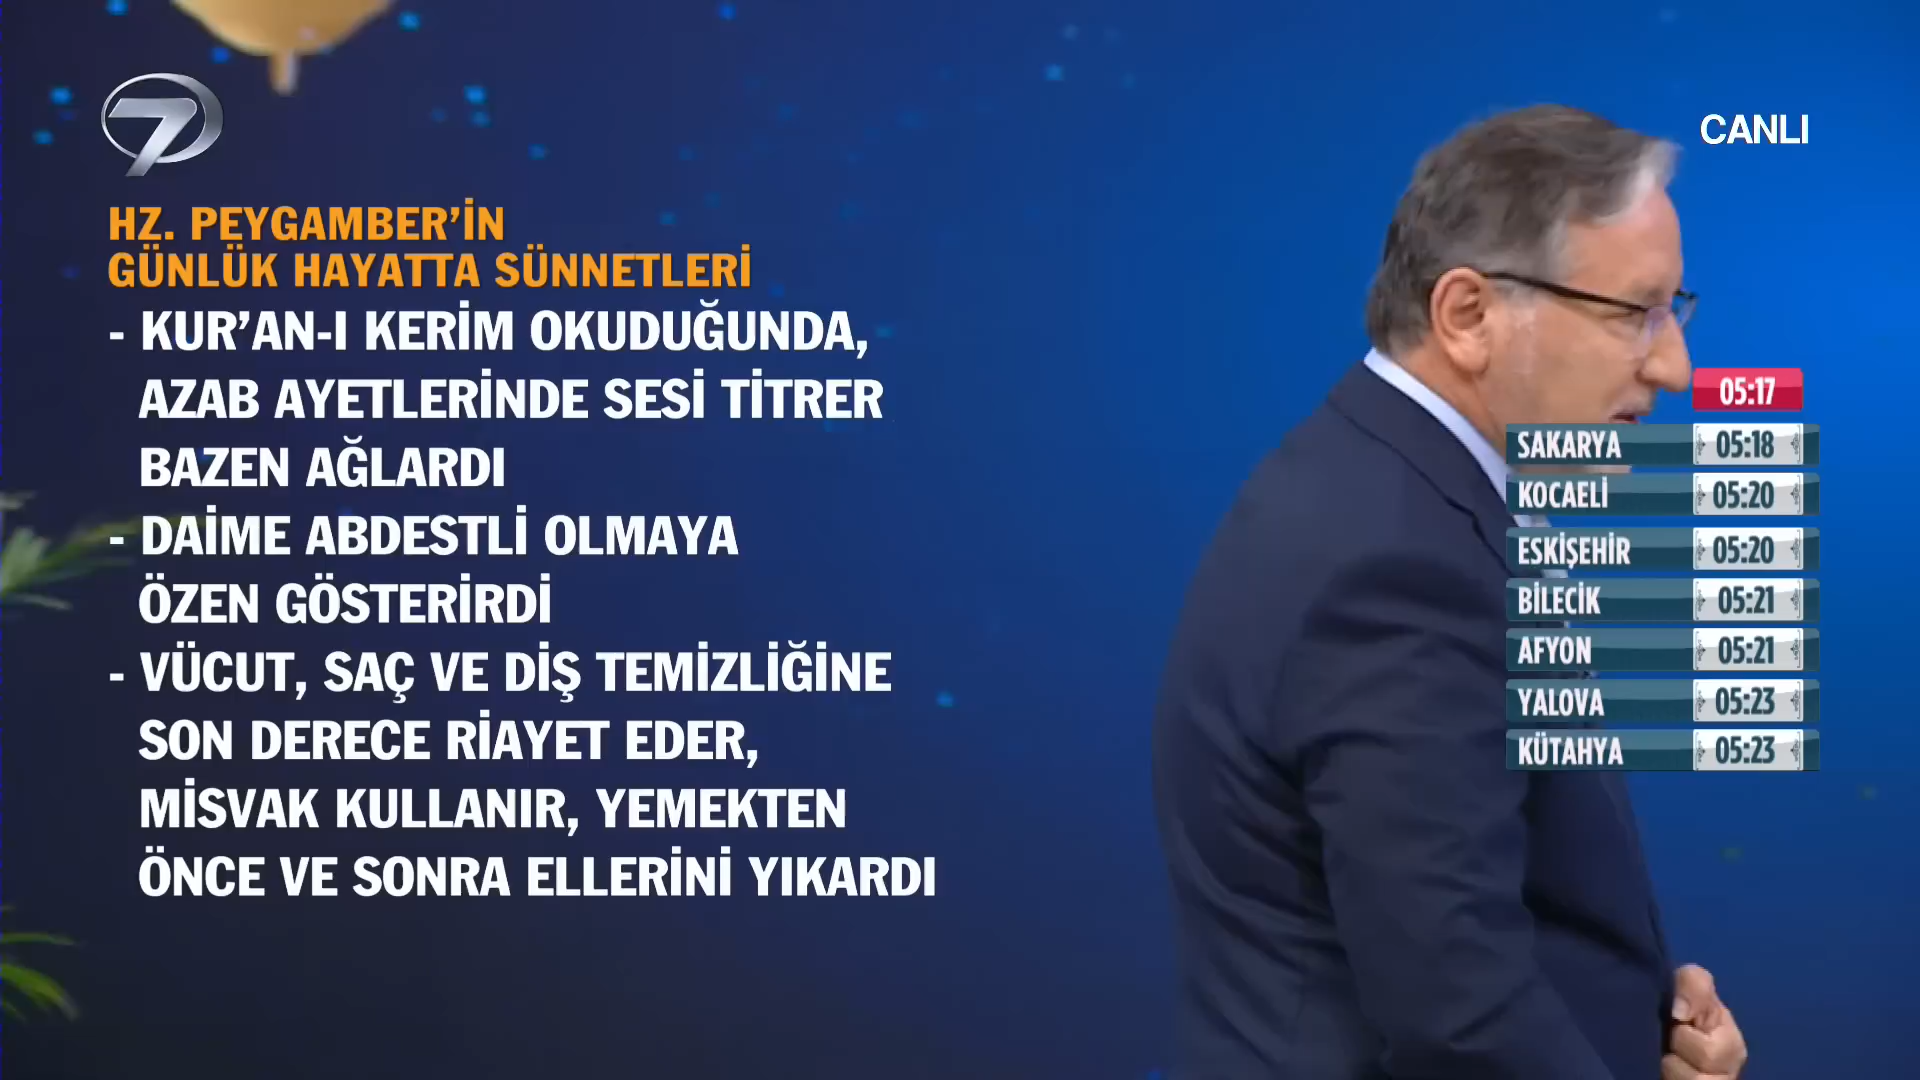 7
CANLI
HZ. PEYGAMBER’İN
GÜNLÜK HAYATTA SÜNNETLERİ
- KUR’AN-I KERİM OKUDUĞUNDA,
AZAB AYETLERİNDE SESİ TİTRER
BAZEN AĞLARDI
- DAİME ABDESTLİ OLMAYA
ÖZEN GÖSTERİRDİ
- VÜCUT, SAÇ VE DİŞ TEMİZLİĞİNE
SON DERECE RİAYET EDER,
MİSVAK KULLANIR, YEMEKTEN
ÖNCE VE SONRA ELLERİNİ YIKARDI
05:17
SAKARYA 05:18
KOCAELİ 05:20
ESKİŞEHİR 05:20
BİLECİK 05:21
AFYON 05:21
YALOVA 05:23
KÜTAHYA 05:23